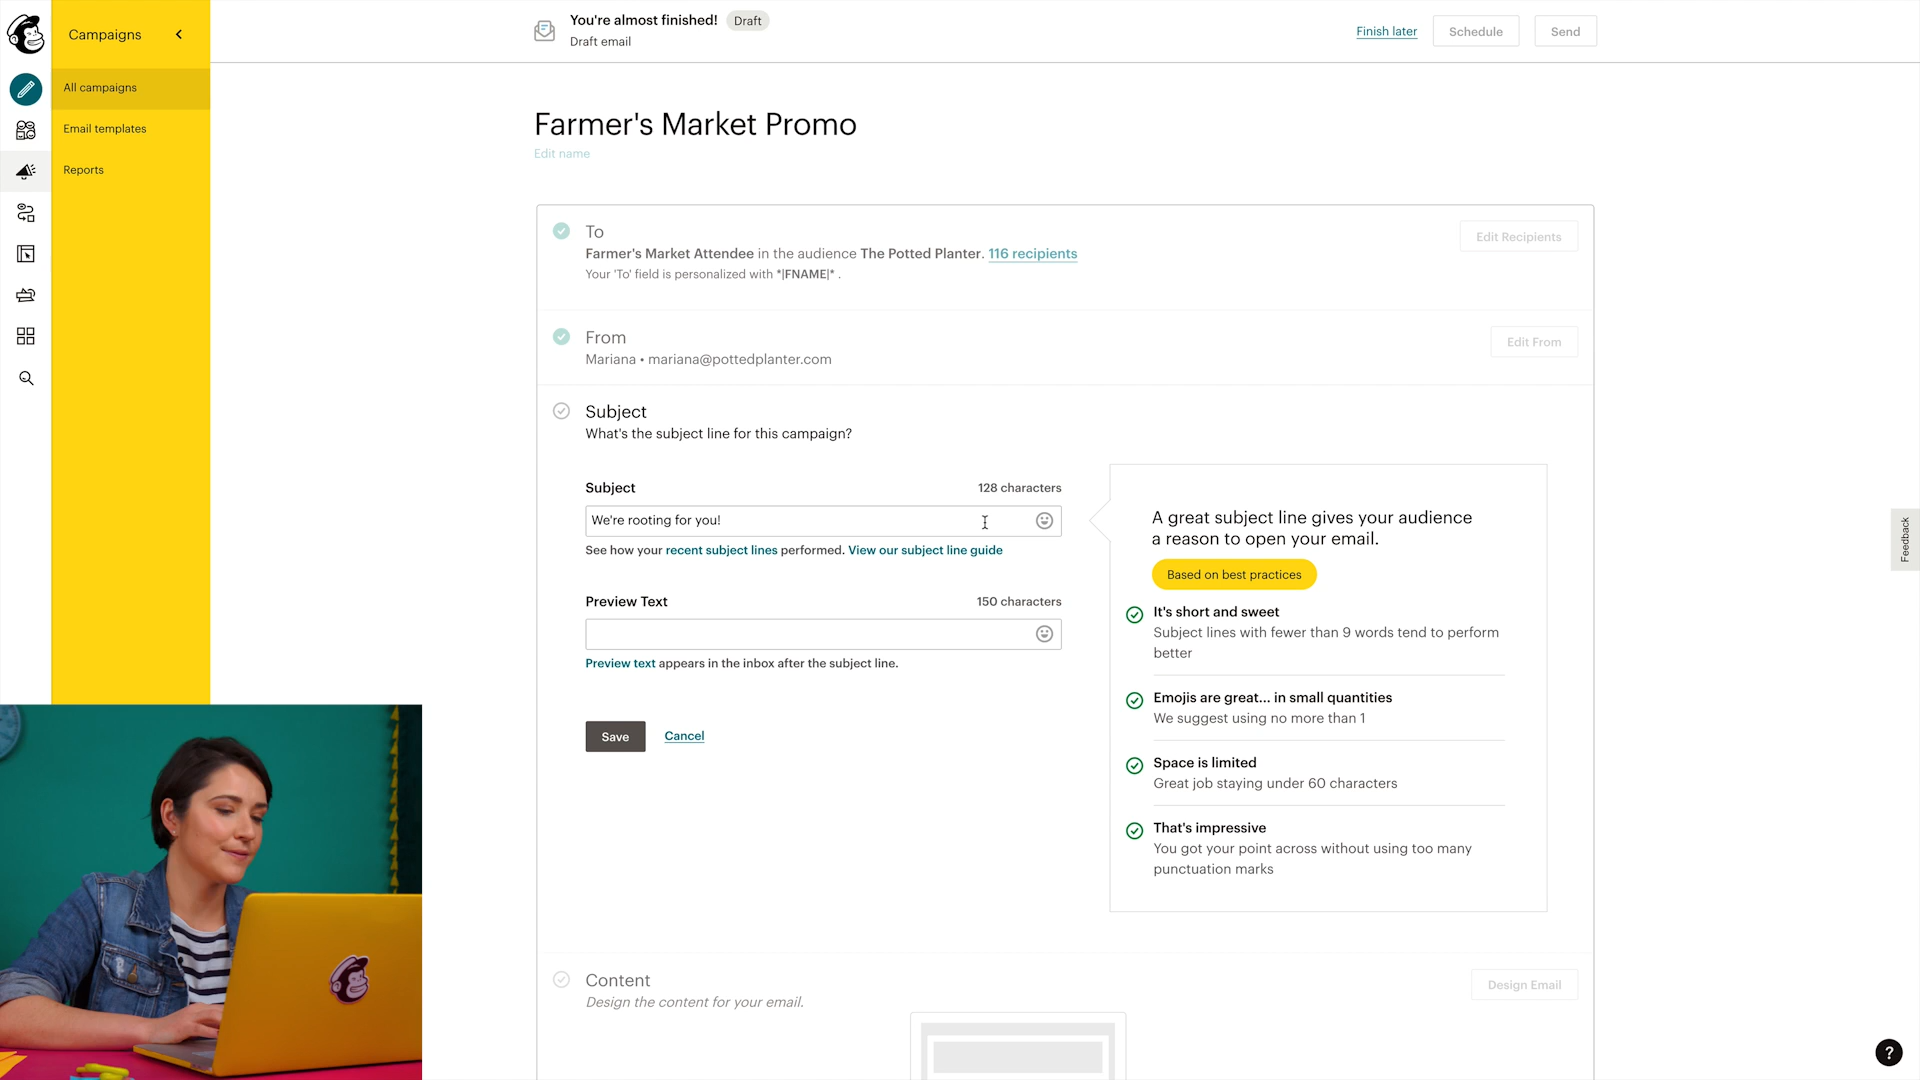 Campaigns
All campaigns
Email templates
Reports
You're almost finished! Draft
Draft email
Finish later
Schedule
Send
Farmer's Market Promo
Edit name
To
Farmer's Market Attendee in the audience The Potted Planter. 116 recipients
Your 'To' field is personalized with *|FNAME|* .
Edit Recipients
From
Mariana • mariana@pottedplanter.com
Edit From
Subject
What's the subject line for this campaign?
Subject 128 characters
We're rooting for you!
See how your recent subject lines performed. View our subject line guide
Preview Text 150 characters
Preview text appears in the inbox after the subject line.
Save Cancel
A great subject line gives your audience
a reason to open your email.
Based on best practices
It's short and sweet
Subject lines with fewer than 9 words tend to perform
better
Emojis are great... in small quantities
We suggest using no more than 1
Space is limited
Great job staying under 60 characters
That's impressive
You got your point across without using too many
punctuation marks
Content
Design the content for your email.
Design Email
Feedback
?